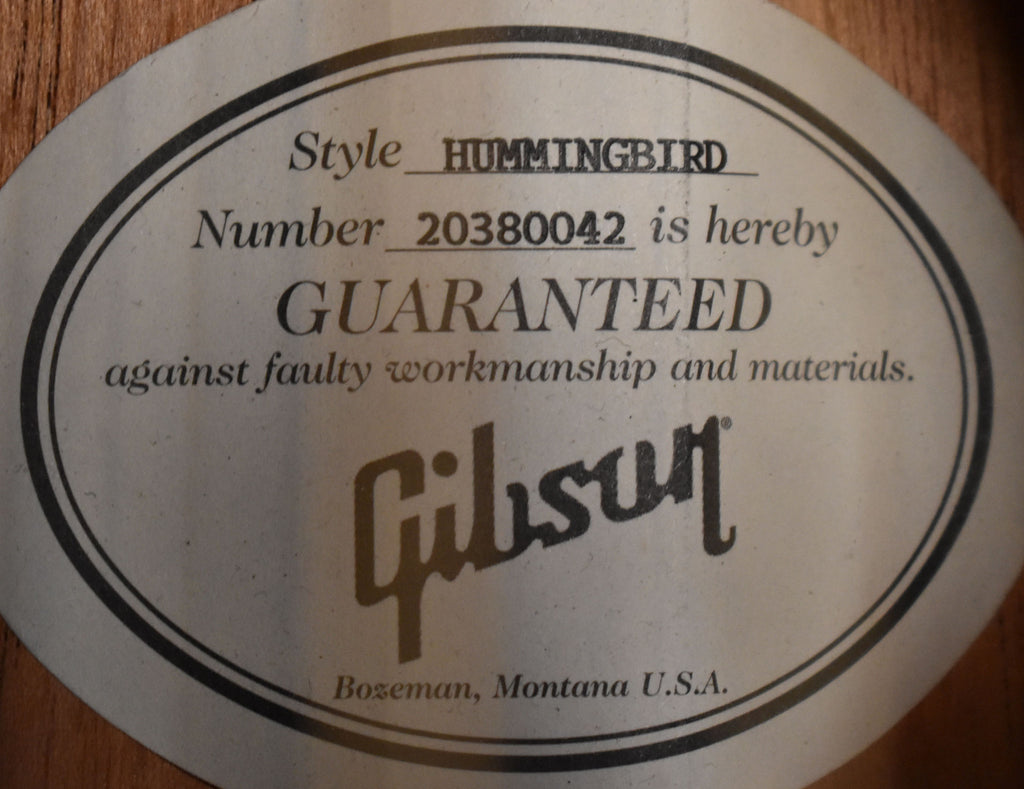 Style HUMMINGBIRD
Number 20380042 is hereby
GUARANTEED
against faulty workmanship and materials.
Gibson®
Bozeman, Montana U.S.A.